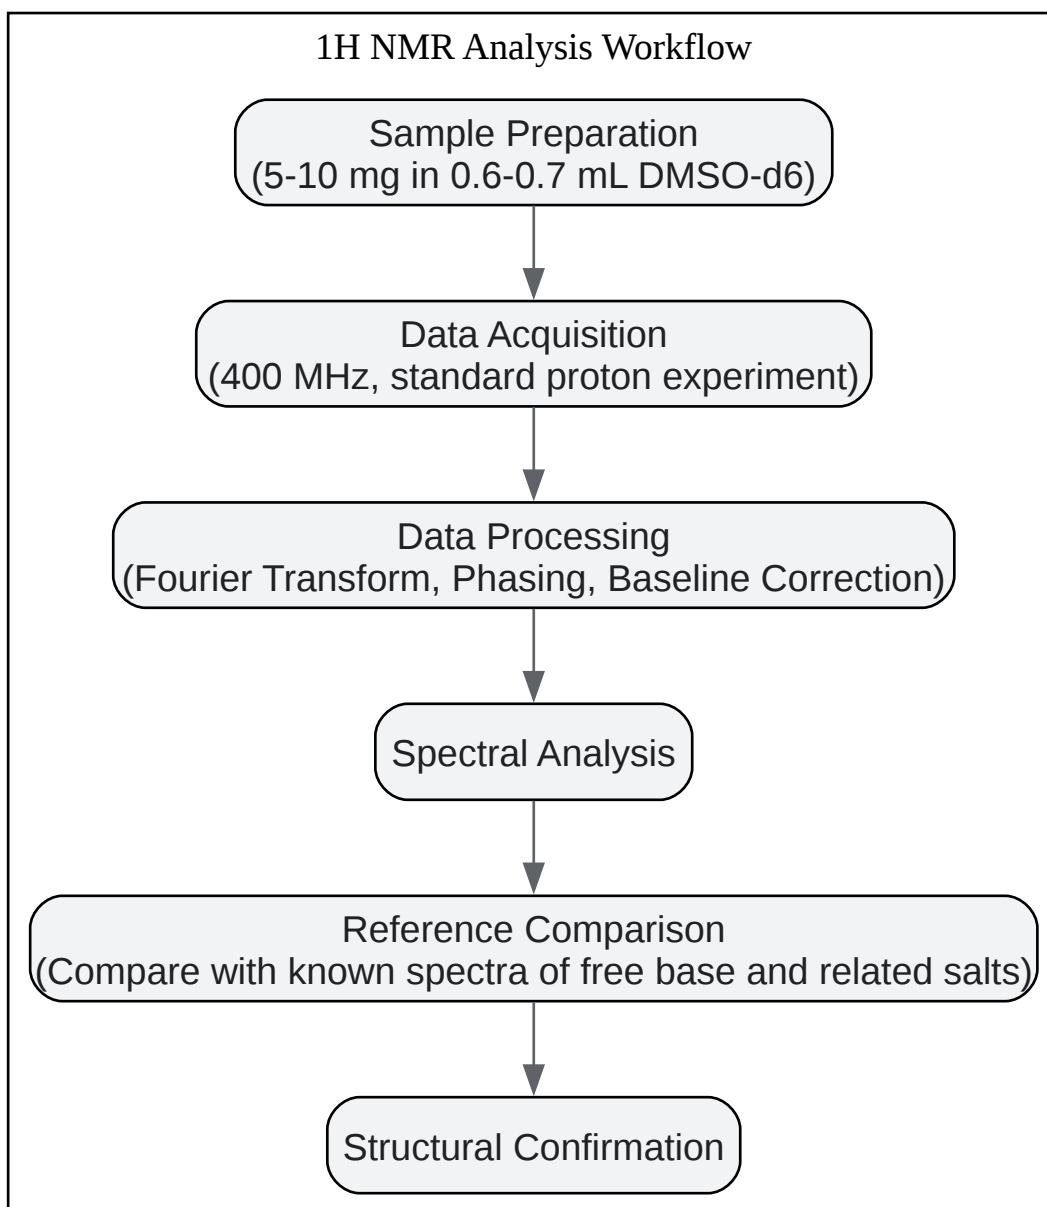 1H NMR Analysis Workflow
Sample Preparation
(5-10 mg in 0.6-0.7 mL DMSO-d6)
Data Acquisition
(400 MHz, standard proton experiment)
Data Processing
(Fourier Transform, Phasing, Baseline Correction)
Spectral Analysis
Reference Comparison
(Compare with known spectra of free base and related salts)
Structural Confirmation